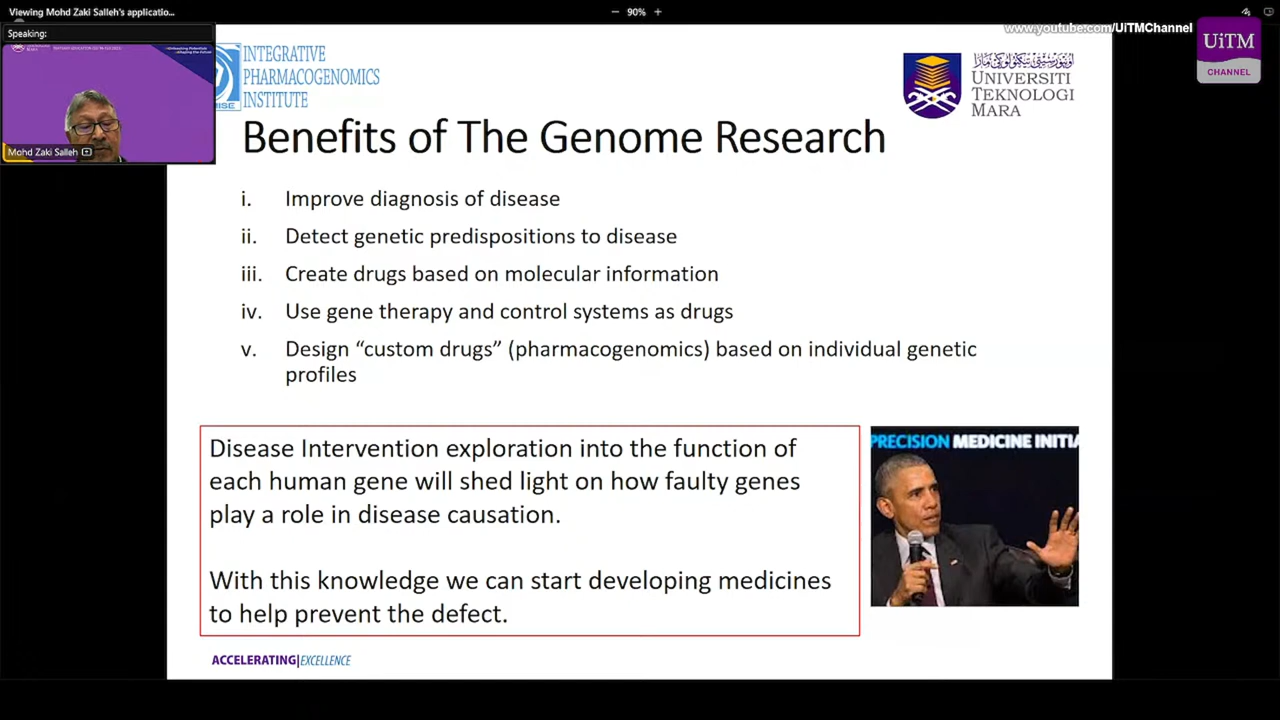 Viewing Mohd Zaki Salleh's applicatio...
90%
Speaking:
www.youtube.com/UiTMChannel
UiTM
CHANNEL
INTEGRATIVE
PHARMACOGENOMICS
INSTITUTE
UNIVERSITI
TEKNOLOGI
MARA
Mohd Zaki Salleh
Benefits of The Genome Research
i. Improve diagnosis of disease
ii. Detect genetic predispositions to disease
iii. Create drugs based on molecular information
iv. Use gene therapy and control systems as drugs
v. Design “custom drugs” (pharmacogenomics) based on individual genetic
profiles
Disease Intervention exploration into the function of
each human gene will shed light on how faulty genes
play a role in disease causation.
With this knowledge we can start developing medicines
to help prevent the defect.
PRECISION MEDICINE INITIA
ACCELERATING|EXCELLENCE